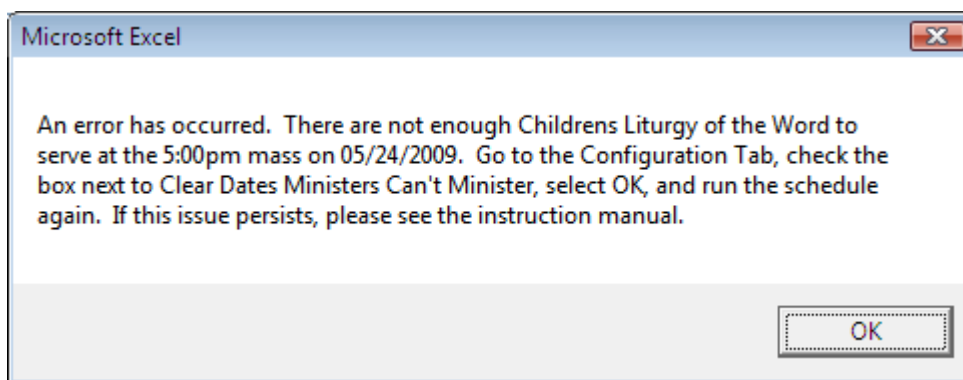 Microsoft Excel
An error has occurred.  There are not enough Childrens Liturgy of the Word to
serve at the 5:00pm mass on 05/24/2009.  Go to the Configuration Tab, check the
box next to Clear Dates Ministers Can't Minister, select OK, and run the schedule
again.  If this issue persists, please see the instruction manual.
OK